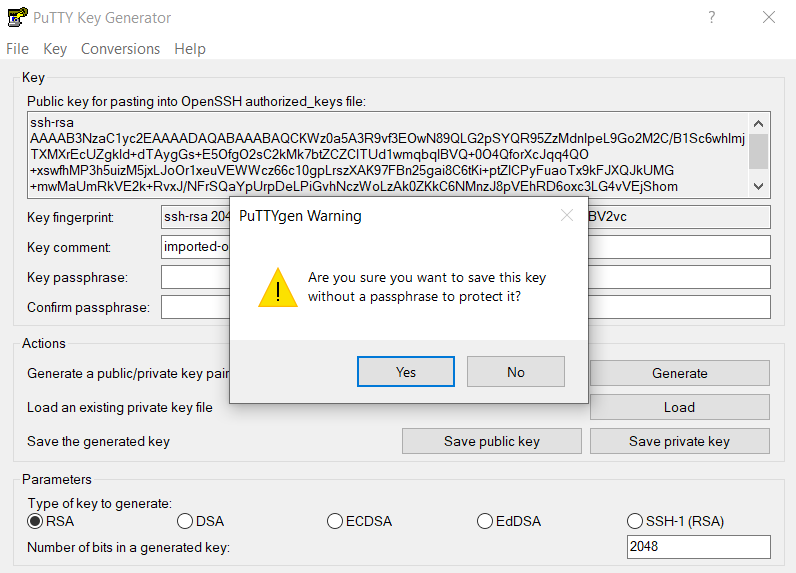 PuTTY Key Generator
?
File Key Conversions Help
Key
Public key for pasting into OpenSSH authorized_keys file:
ssh-rsa
AAAAB3NzaC1yc2EAAAADAQABAAABAQCKWz0a5A3R9vf3EOwN89QLG2pSYQR95ZzMdnlpeL9Go2M2C/B1Sc6whlmj
TXMXrEcUZgkld+dTAygGs+E5OfgO2sC2kMk7btZCZCITUd1wmqbqlBVQ+0O4QforXcJqq4QO
+xswfhMP3h5uizM5jxLJoOr1xeuVEWWcz66c10gpLrszXAK97FBn25gai8C6tKi+ptZlCPyFuaoTx9kFJXQJkUMG
+mwMaUmRkVE2k+RvxJ/NFrSQaYpUrpDeLPiGvhNczWoLzAk0ZKkC6NMnzJ8pVEhRD6oxc3LG4vVEjShom
Key fingerprint:
ssh-rsa 204
BV2vc
Key comment:
imported-o
Key passphrase:
Confirm passphrase:
PuTTYgen Warning
Are you sure you want to save this key
without a passphrase to protect it?
Yes
No
Actions
Generate a public/private key pair
Generate
Load an existing private key file
Load
Save the generated key
Save public key
Save private key
Parameters
Type of key to generate:
RSA DSA ECDSA EdDSA SSH-1 (RSA)
Number of bits in a generated key:
2048